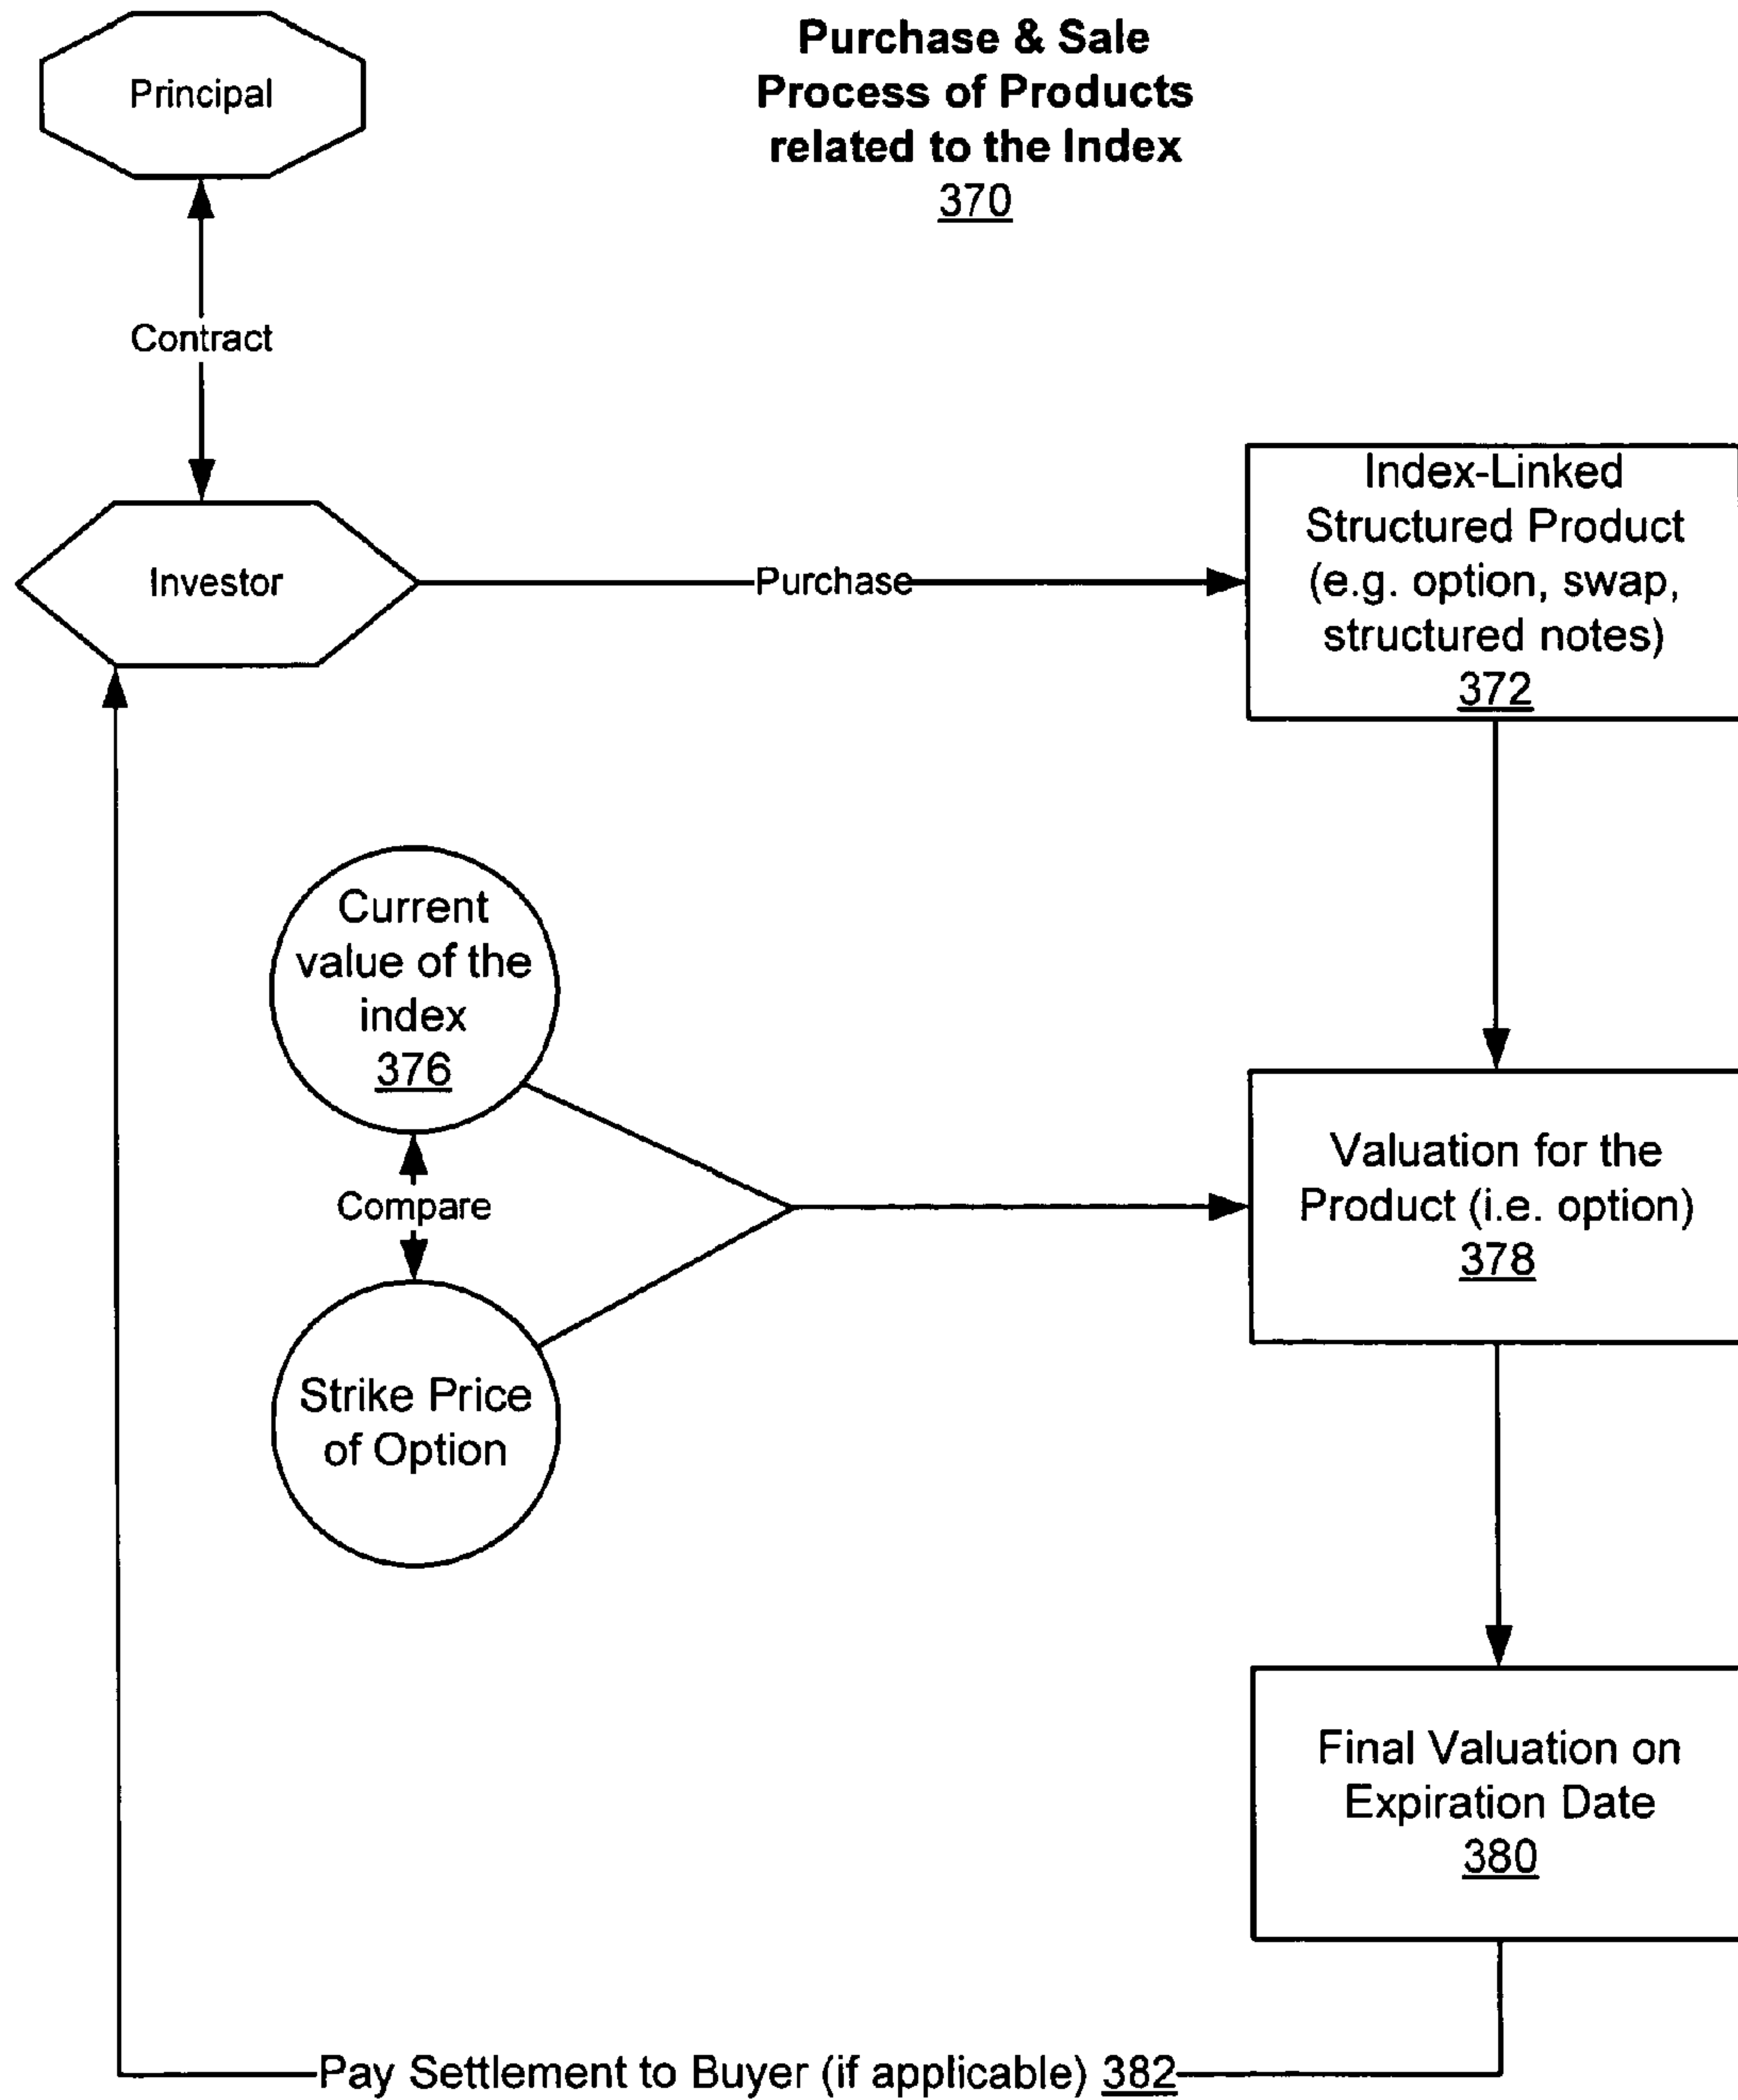 Principal
Purchase & Sale
Process of Products
related to the Index
370
Contract
Investor
Purchase
Index-Linked
Structured Product
(e.g. option, swap,
structured notes)
372
Current
value of the
index
376
Compare
Strike Price
of Option
Valuation for the
Product (i.e. option)
378
Final Valuation on
Expiration Date
380
Pay Settlement to Buyer (if applicable) 382